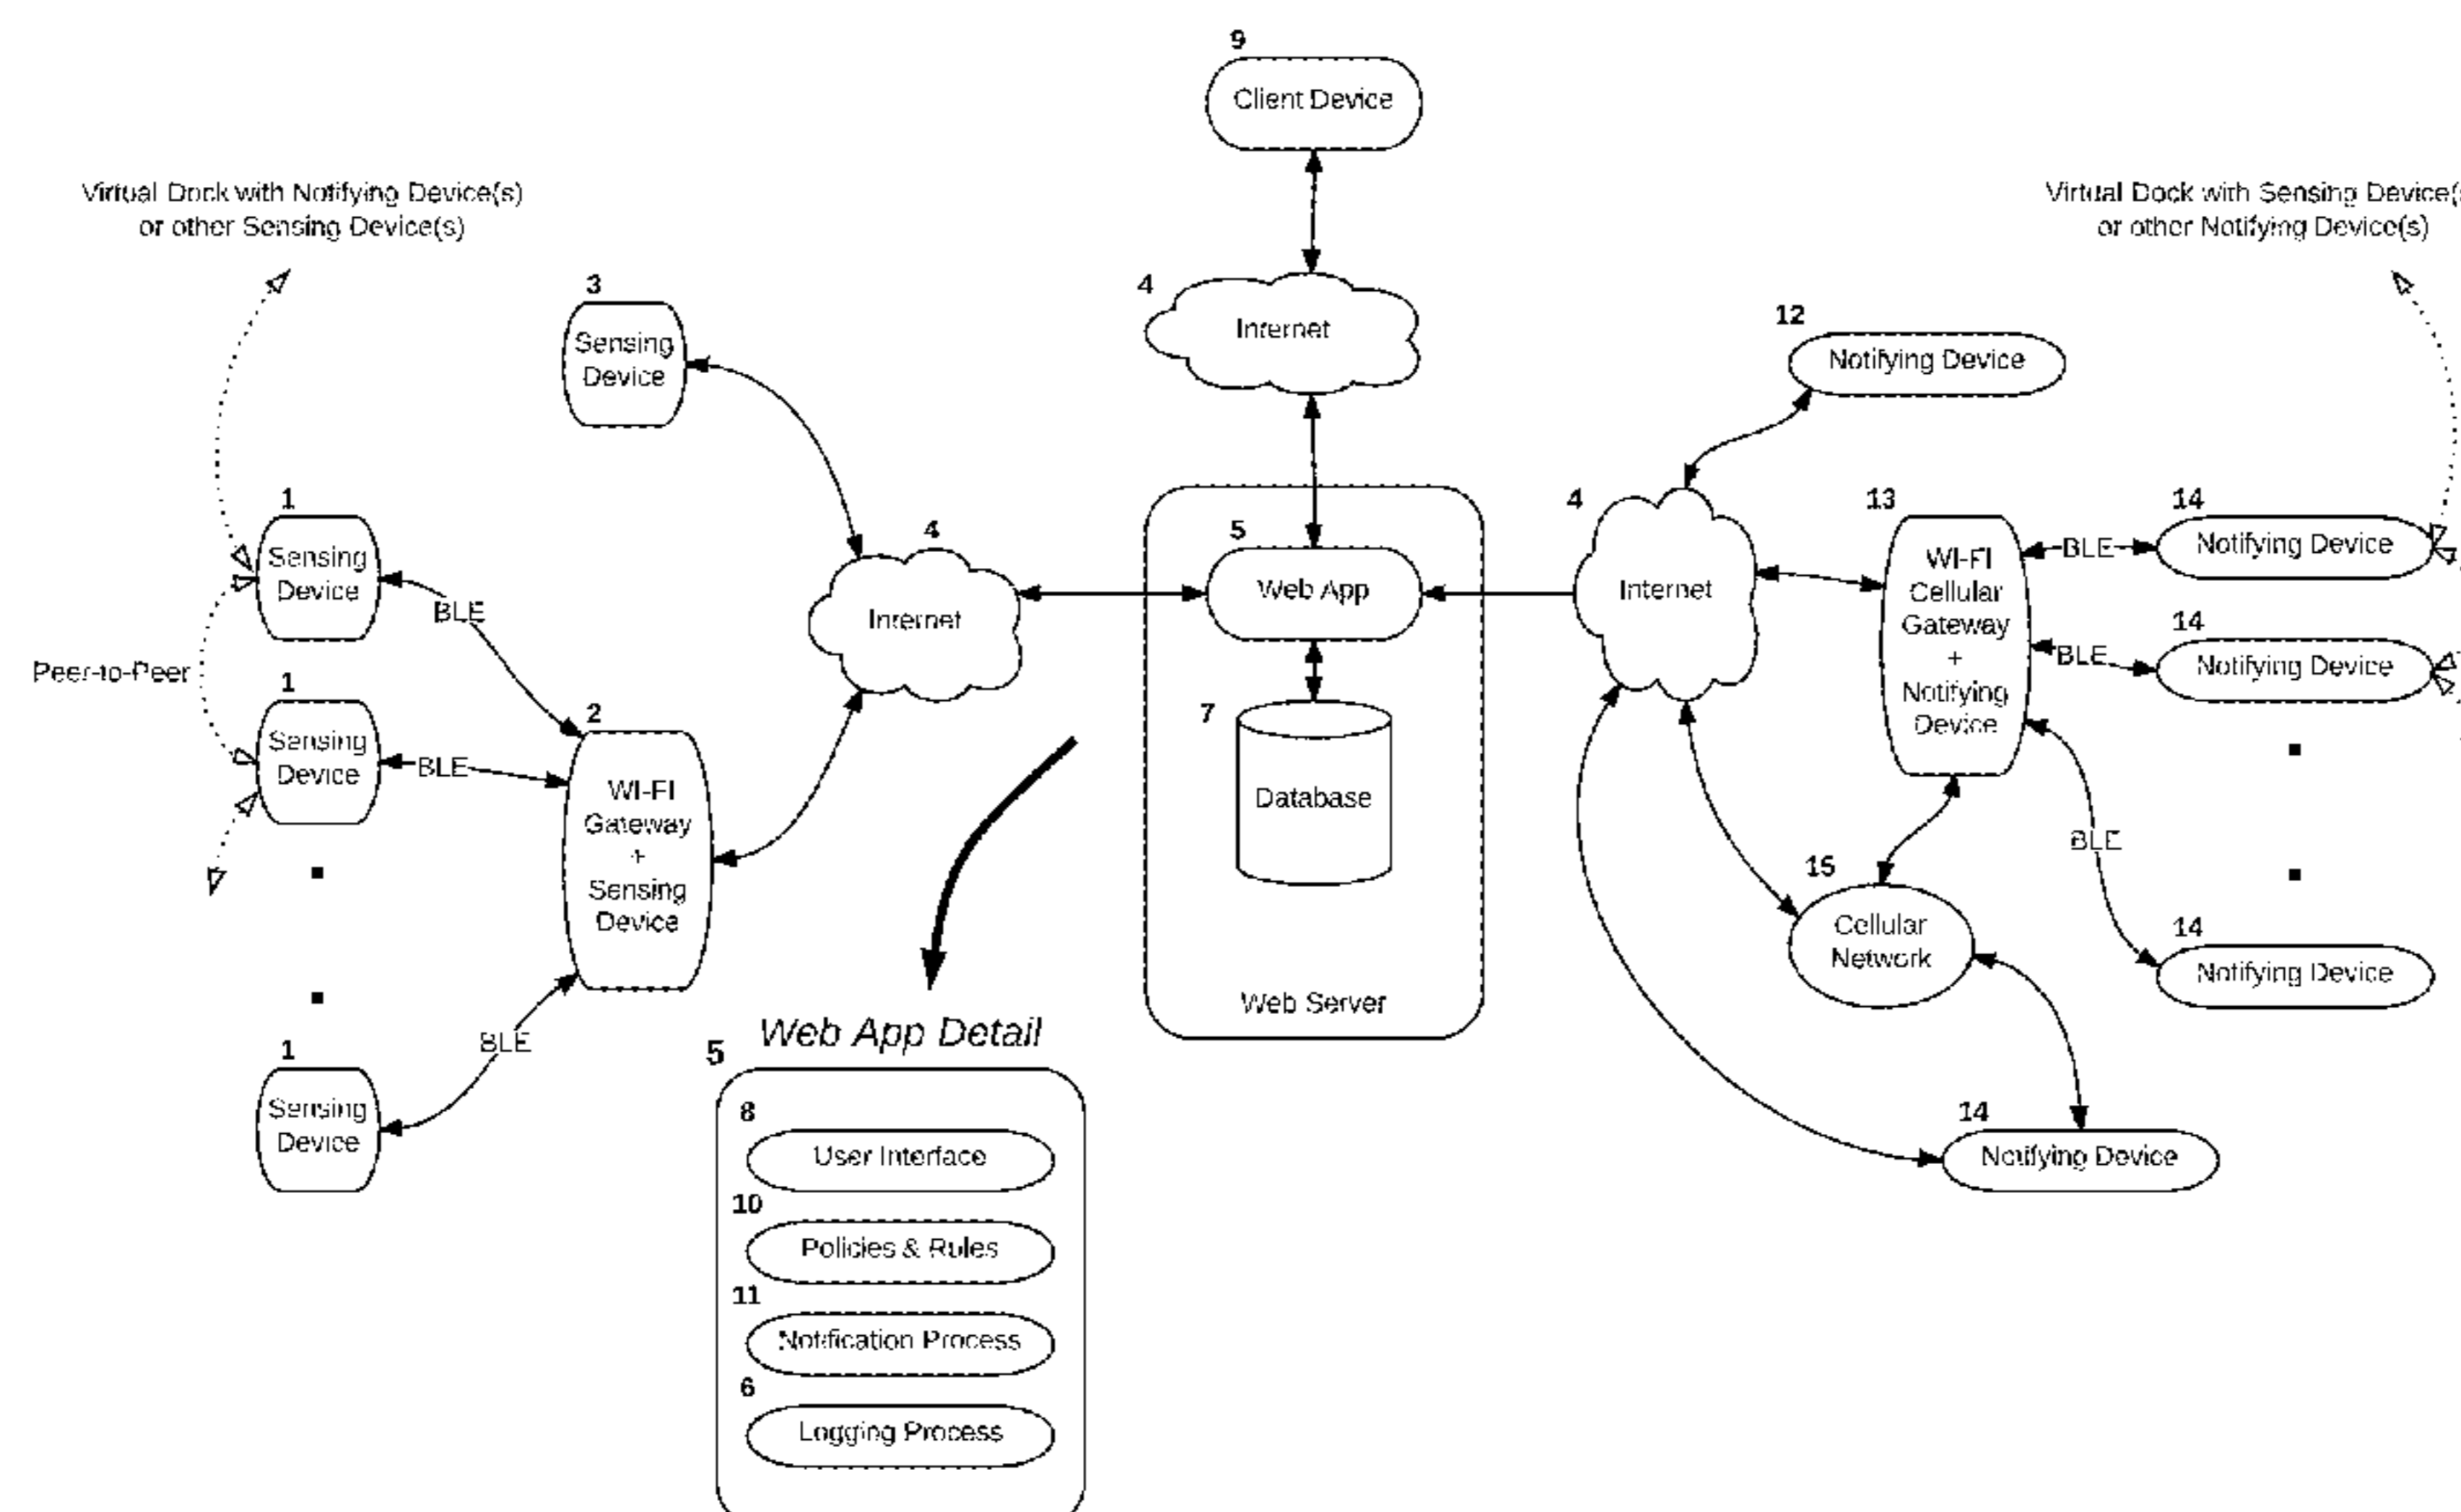 9
Client Device
Virtual Dock with Notifying Device(s)
or other Sensing Device(s)
Virtual Dock with Sensing Device(s
or other Notifying Device(s)
3
Sensing
Device
4
Internet
12
Notifying Device
1
Sensing
Device
BLE
Peer-to-Peer
1
Sensing
Device
BLE
2
WI-FI
Gateway
+
Sensing
Device
1
Sensing
Device
BLE
4
Internet
5
Web App
7
Database
Web Server
4
Internet
13
WI-FI
Cellular
Gateway
+
Notifying
Device
BLE
14
Notifying Device
BLE
14
Notifying Device
BLE
14
Notifying Device
15
Cellular
Network
14
Notifying Device
Web App Detail
5
8
User Interface
10
Policies & Rules
11
Notification Process
6
Logging Process